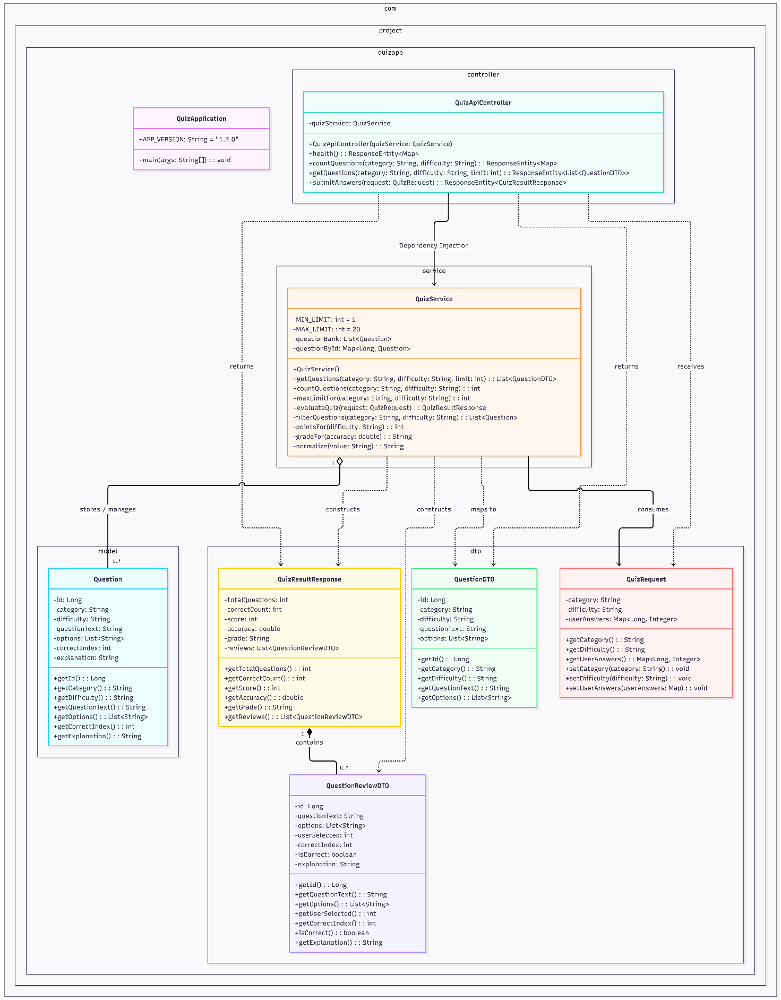 com
project
quizapp
controller
QuizApiController
-quizService: QuizService
+QuizApiController(quizService: QuizService)
+health() : : ResponseEntity<Map>
+countQuestions(category: String, difficulty: String) : : ResponseEntity<Map>
+getQuestions(category: String, difficulty: String, limit: int) : : ResponseEntity<List<QuestionDTO>>
+submitAnswers(request: QuizRequest) : : ResponseEntity<QuizResultResponse>
QuizApplication
+APP_VERSION: String = "1.2.0"
+main(args: String[]) : : void
Dependency Injection
service
QuizService
-MIN_LIMIT: int = 1
-MAX_LIMIT: int = 20
-questionBank: List<Question>
-questionById: Map<Long, Question>
+QuizService()
+getQuestions(category: String, difficulty: String, limit: int) : : List<QuestionDTO>
+countQuestions(category: String, difficulty: String) : : int
+maxLimitFor(category: String, difficulty: String) : : int
+evaluateQuiz(request: QuizRequest) : : QuizResultResponse
-filterQuestions(category: String, difficulty: String) : : List<Question>
-pointsFor(difficulty: String) : : int
-gradeFor(accuracy: double) : : String
-normalize(value: String) : : String
returns
returns
receives
1
stores / manages
constructs
constructs
maps to
consumes
model
0..*
Question
-id: Long
-category: String
-difficulty: String
-questionText: String
-options: List<String>
-correctIndex: int
-explanation: String
+getId() : : Long
+getCategory() : : String
+getDifficulty() : : String
+getQuestionText() : : String
+getOptions() : : List<String>
+getCorrectIndex() : : int
+getExplanation() : : String
dto
QuizResultResponse
-totalQuestions: int
-correctCount: int
-score: int
-accuracy: double
-grade: String
-reviews: List<QuestionReviewDTO>
+getTotalQuestions() : : int
+getCorrectCount() : : int
+getScore() : : int
+getAccuracy() : : double
+getGrade() : : String
+getReviews() : : List<QuestionReviewDTO>
QuestionDTO
-id: Long
-category: String
-difficulty: String
-questionText: String
-options: List<String>
+getId() : : Long
+getCategory() : : String
+getDifficulty() : : String
+getQuestionText() : : String
+getOptions() : : List<String>
QuizRequest
-category: String
-difficulty: String
-userAnswers: Map<Long, Integer>
+getCategory() : : String
+getDifficulty() : : String
+getUserAnswers() : : Map<Long, Integer>
+setCategory(category: String) : : void
+setDifficulty(difficulty: String) : : void
+setUserAnswers(userAnswers: Map) : : void
1
contains
0..*
QuestionReviewDTO
-id: Long
-questionText: String
-options: List<String>
-userSelected: int
-correctIndex: int
-isCorrect: boolean
-explanation: String
+getId() : : Long
+getQuestionText() : : String
+getOptions() : : List<String>
+getUserSelected() : : int
+getCorrectIndex() : : int
+isCorrect() : : boolean
+getExplanation() : : String